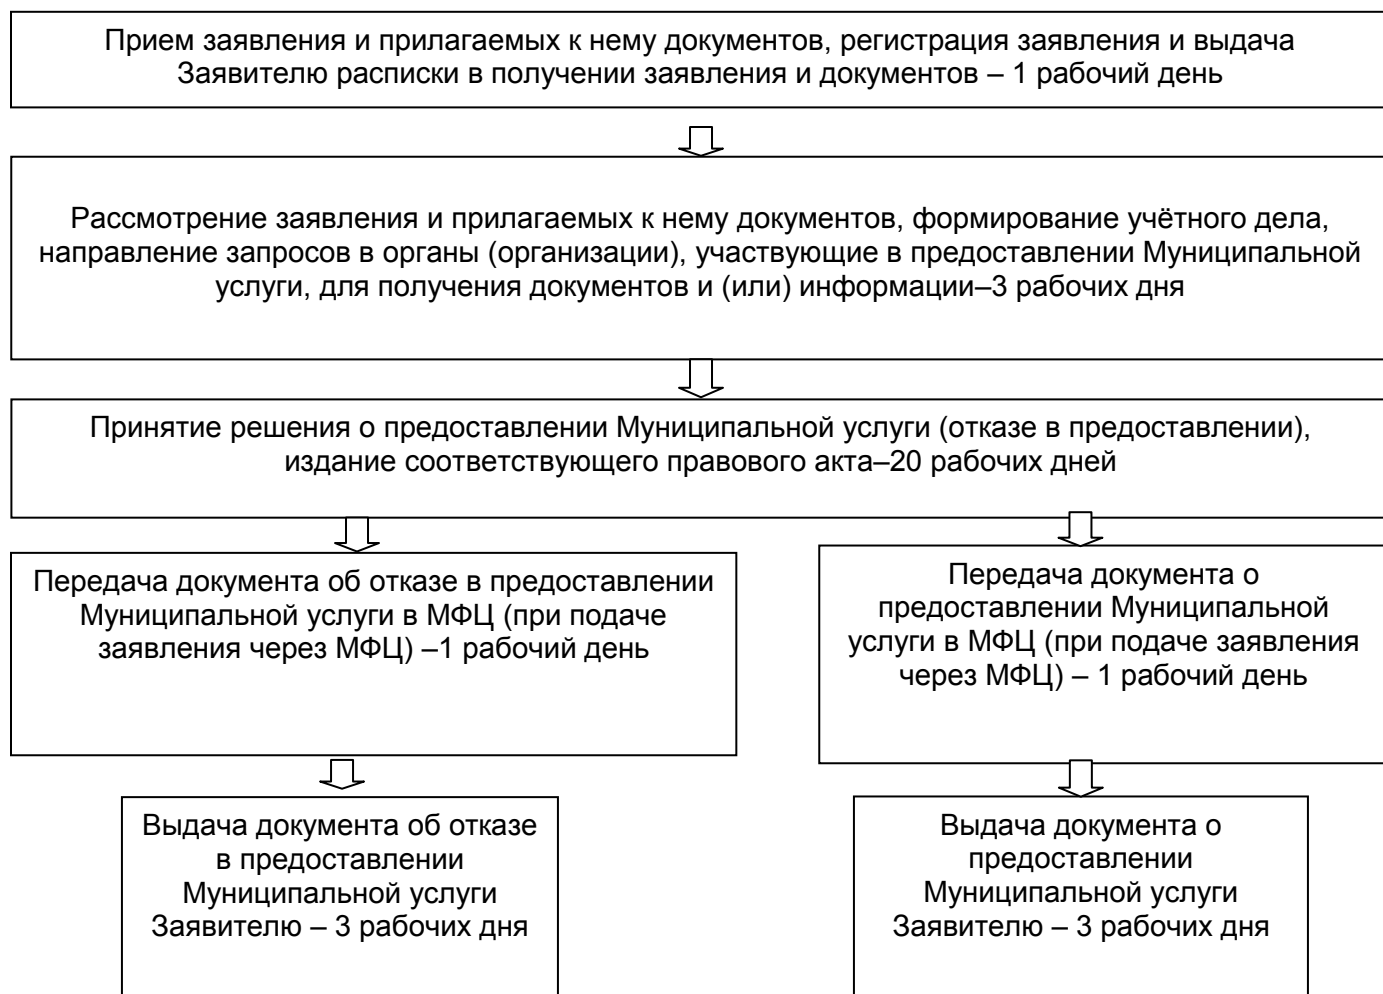 Прием заявления и прилагаемых к нему документов, регистрация заявления и выдача
Заявителю расписки в получении заявления и документов – 1 рабочий день
Рассмотрение заявления и прилагаемых к нему документов, формирование учётного дела,
направление запросов в органы (организации), участвующие в предоставлении Муниципальной
услуги, для получения документов и (или) информации–3 рабочих дня
Принятие решения о предоставлении Муниципальной услуги (отказе в предоставлении),
издание соответствующего правового акта–20 рабочих дней
Передача документа об отказе в предоставлении
Муниципальной услуги в МФЦ (при подаче
заявления через МФЦ) –1 рабочий день
Передача документа о
предоставлении Муниципальной
услуги в МФЦ (при подаче заявления
через МФЦ) – 1 рабочий день
Выдача документа об отказе
в предоставлении
Муниципальной услуги
Заявителю – 3 рабочих дня
Выдача документа о
предоставлении
Муниципальной услуги
Заявителю – 3 рабочих дня